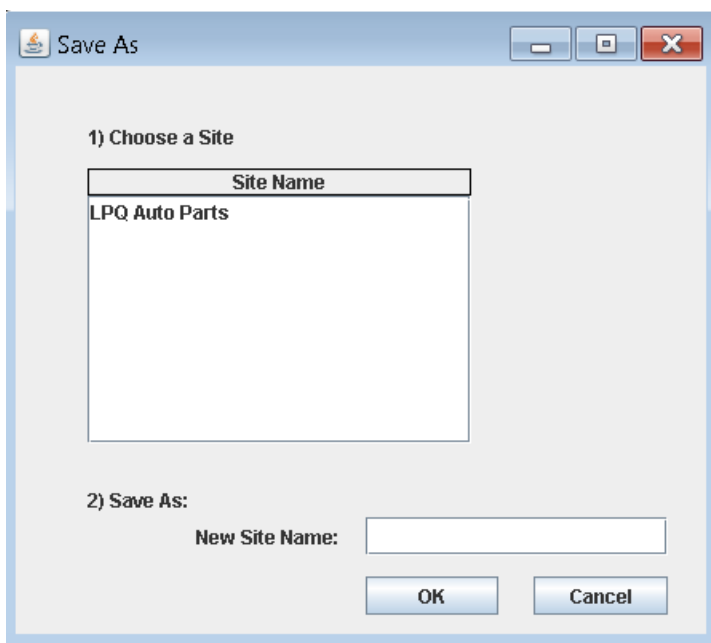 Save As
1) Choose a Site
Site Name
LPQ Auto Parts
2) Save As:
New Site Name:
OK Cancel